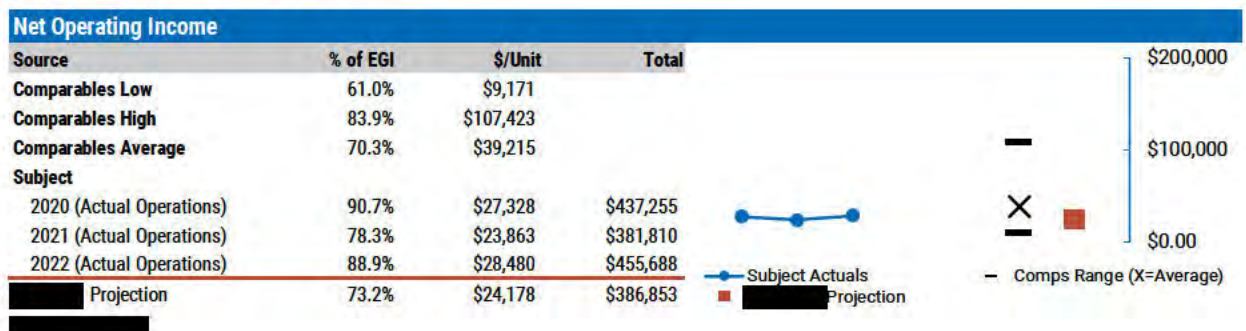 Net Operating Income
Source % of EGI $/Unit Total
Comparables Low 61.0% $9,171
Comparables High 83.9% $107,423
Comparables Average 70.3% $39,215
Subject
2020 (Actual Operations) 90.7% $27,328 $437,255
2021 (Actual Operations) 78.3% $23,863 $381,810
2022 (Actual Operations) 88.9% $28,480 $455,688
Projection 73.2% $24,178 $386,853
$200,000
$100,000
$0.00
Subject Actuals
Projection
Comps Range (X=Average)